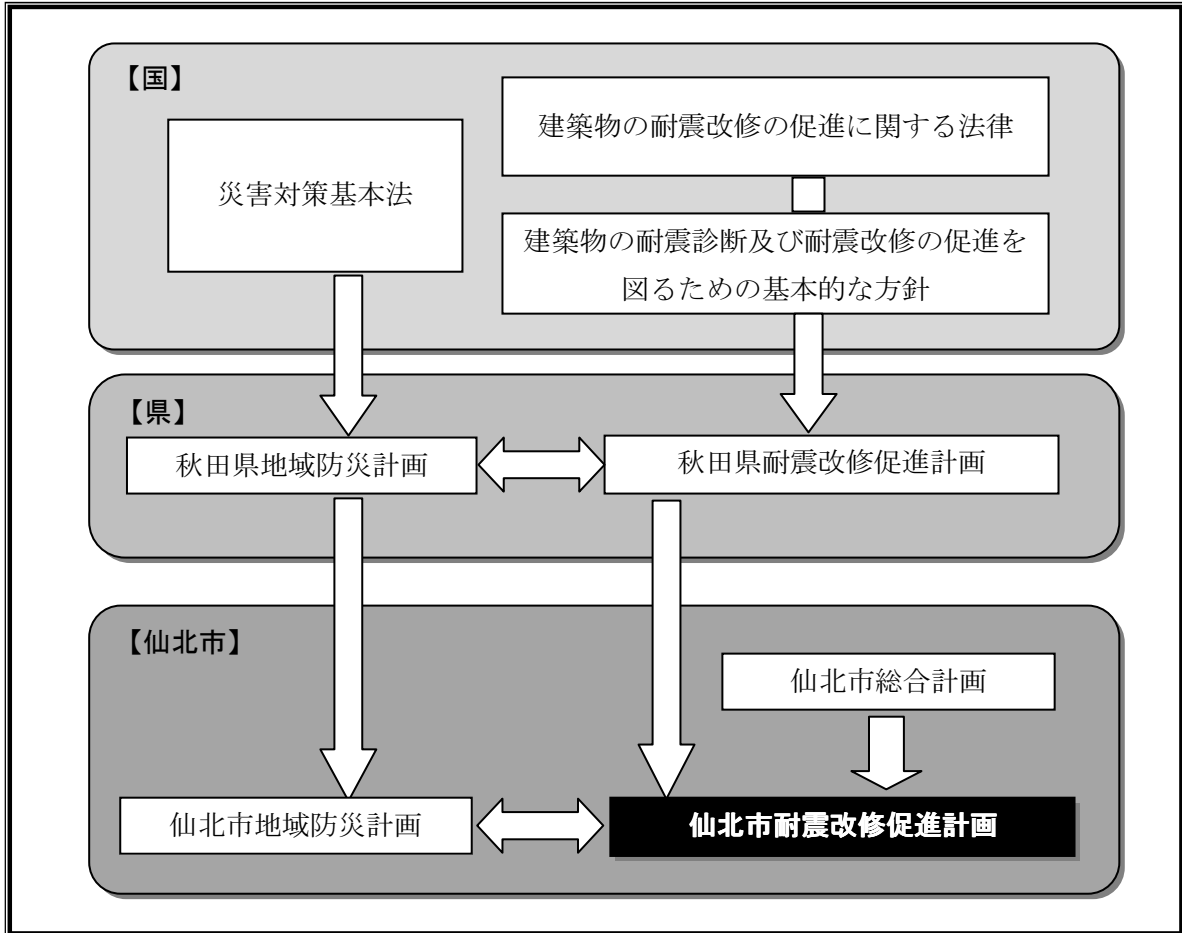 【国】
災害対策基本法
建築物の耐震改修の促進に関する法律
建築物の耐震診断及び耐震改修の促進を
図るための基本的な方針
【県】
秋田県地域防災計画
秋田県耐震改修促進計画
【仙北市】
仙北市総合計画
仙北市地域防災計画
仙北市耐震改修促進計画